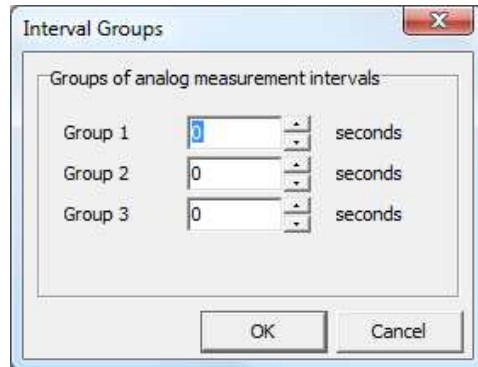 Interval Groups
Groups of analog measurement intervals
Group 1 0 seconds
Group 2 0 seconds
Group 3 0 seconds
OK Cancel